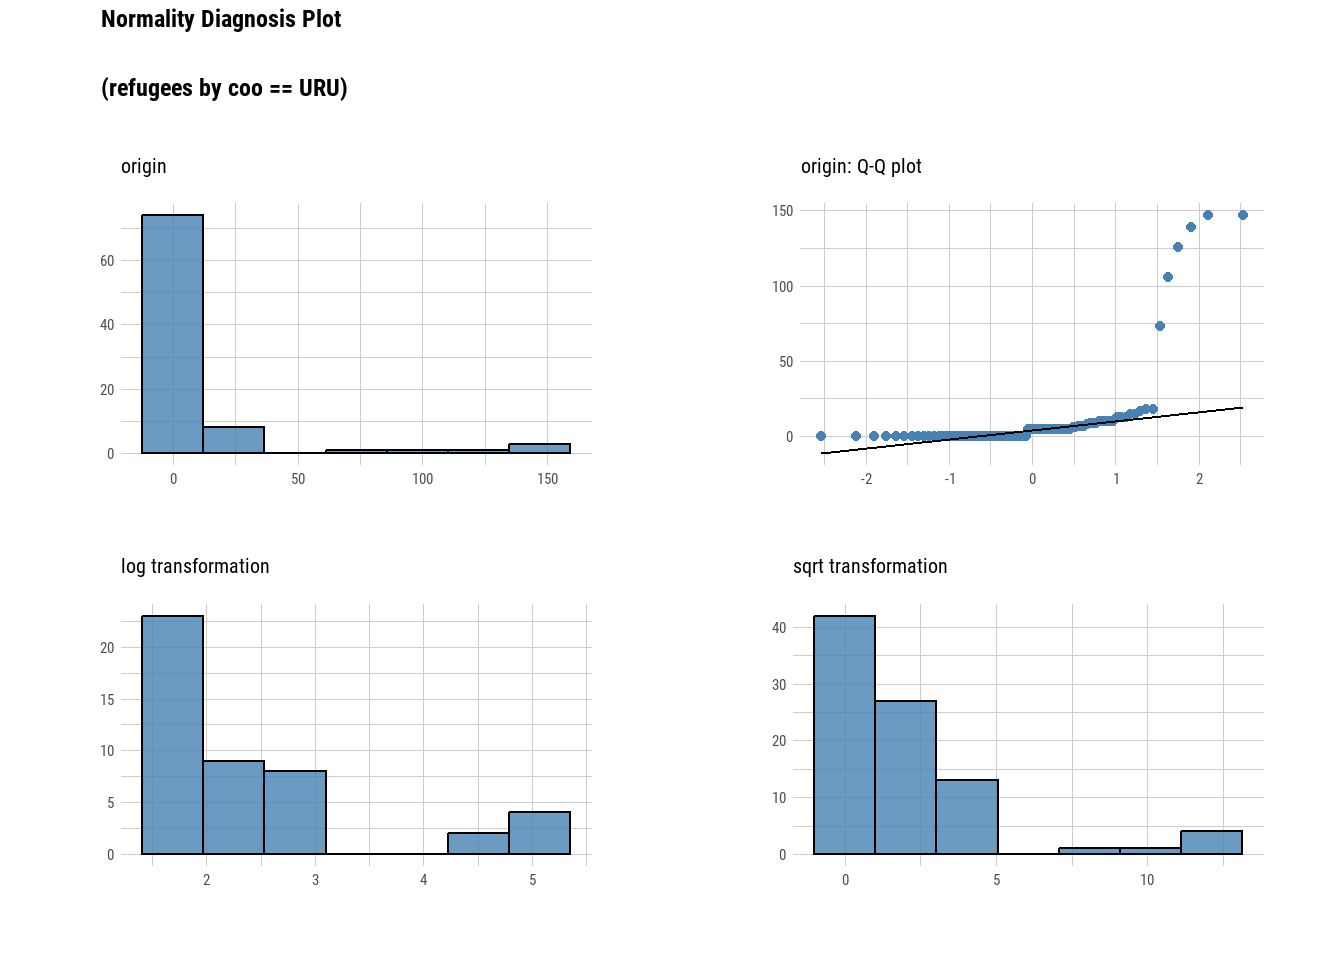 Normality Diagnosis Plot
(refugees by coo == URU)
origin
60
40
20
0
0 50 100 150
origin: Q-Q plot
150
100
50
0
-2 -1 0 1 2
log transformation
20
15
10
5
0
2 3 4 5
sqrt transformation
40
30
20
10
0
0 5 10